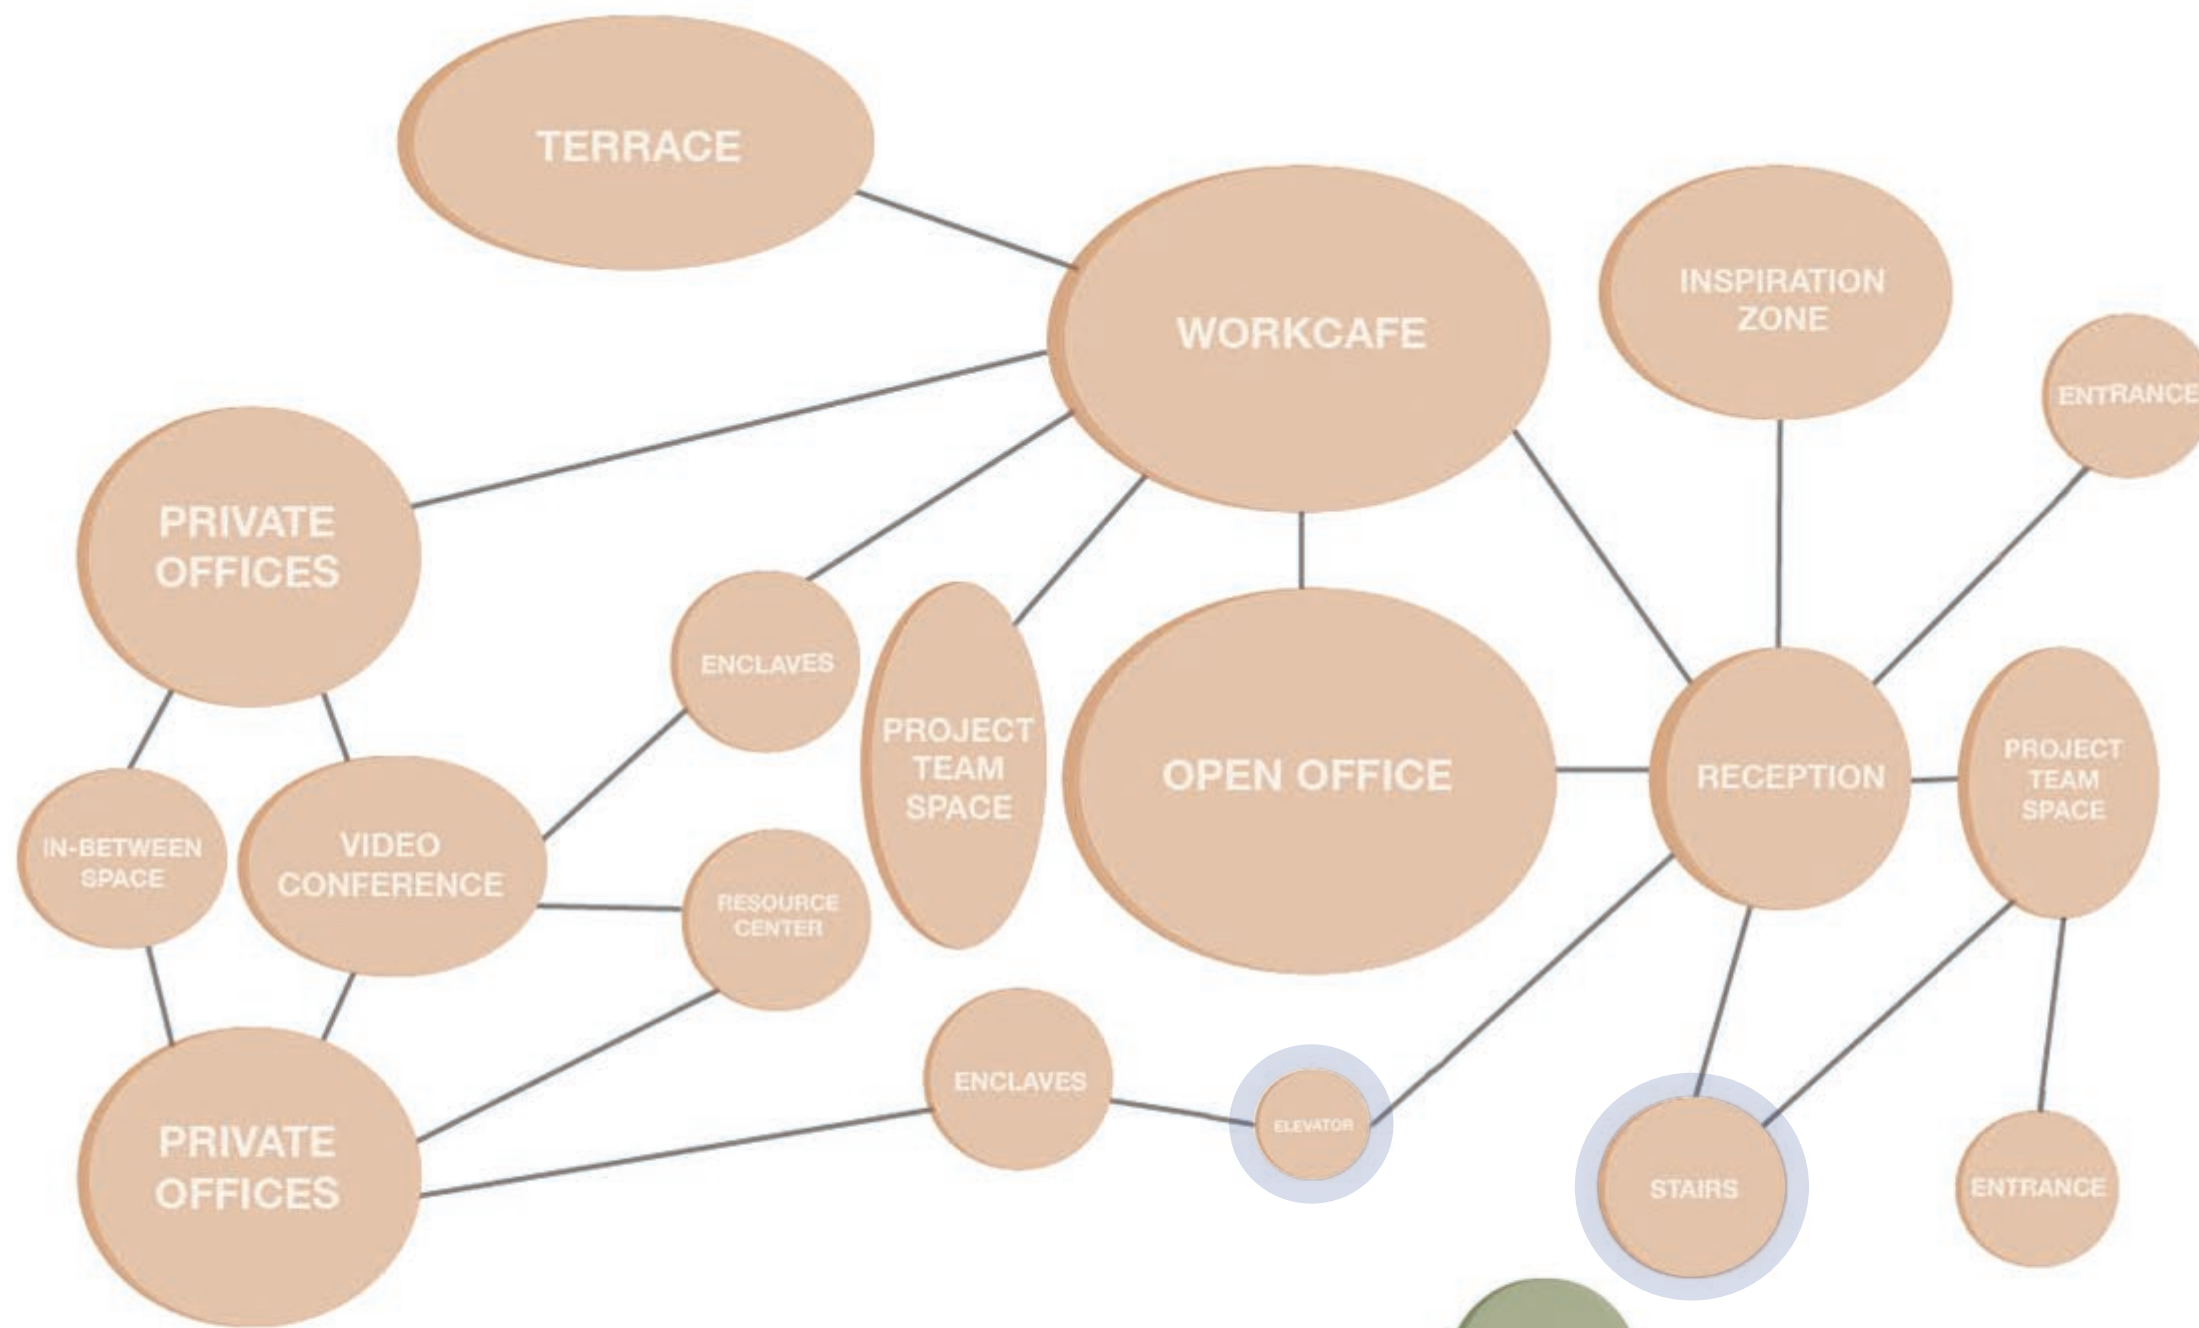 TERRACE
WORKCAFE
INSPIRATION
ZONE
ENTRANCE
PRIVATE
OFFICES
ENCLAVES
PROJECT
TEAM
SPACE
OPEN OFFICE
RECEPTION
PROJECT
TEAM
SPACE
IN-BETWEEN
SPACE
VIDEO
CONFERENCE
RESOURCE
CENTER
ENCLAVES
ELEVATOR
PRIVATE
OFFICES
STAIRS
ENTRANCE